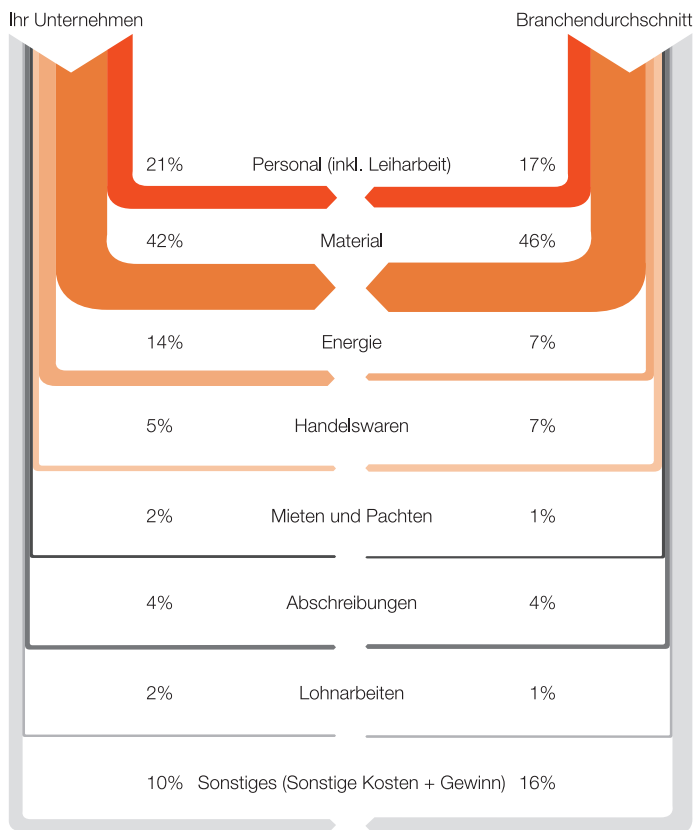 Ihr Unternehmen Branchendurchschnitt
21% Personal (inkl. Leiharbeit) 17%
42% Material 46%
14% Energie 7%
5% Handelswaren 7%
2% Mieten und Pachten 1%
4% Abschreibungen 4%
2% Lohnarbeiten 1%
10% Sonstiges (Sonstige Kosten + Gewinn) 16%